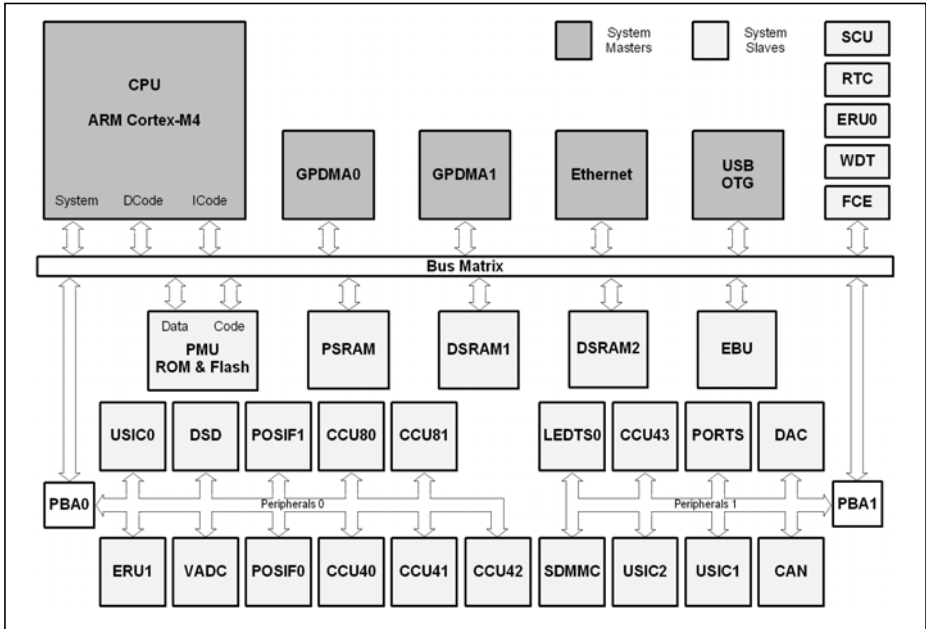 CPU
ARM Cortex-M4
System DCode ICode
GPDMA0
GPDMA1
Ethernet
USB
OTG
System
Masters
System
Slaves
SCU
RTC
ERU0
WDT
FCE
Bus Matrix
Data Code
PMU
ROM & Flash
PSRAM
DSRAM1
DSRAM2
EBU
USIC0
DSD
POSIF1
CCU80
CCU81
LEDTS0
CCU43
PORTS
DAC
PBA0
Peripherals 0
Peripherals 1
PBA1
ERU1
VADC
POSIF0
CCU40
CCU41
CCU42
SDMMC
USIC2
USIC1
CAN